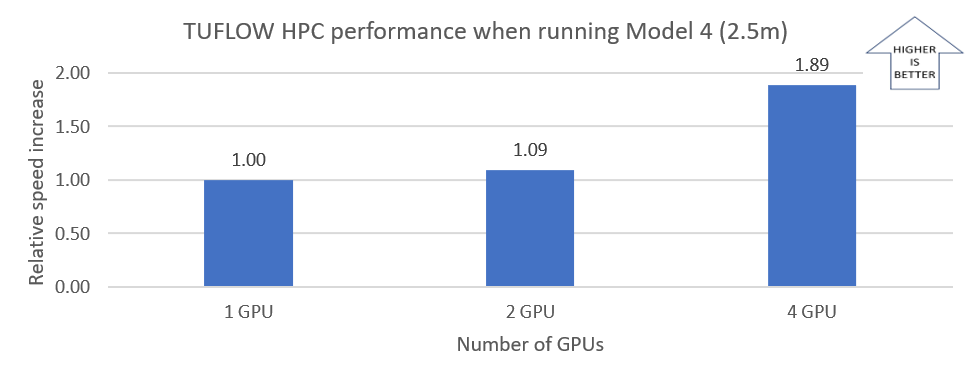 TUFLOW HPC performance when running Model 4 (2.5m)
HIGHER
IS
BETTER
Relative speed increase
2.00
1.50
1.00
0.50
0.00
1.00
1.09
1.89
1 GPU
2 GPU
4 GPU
Number of GPUs